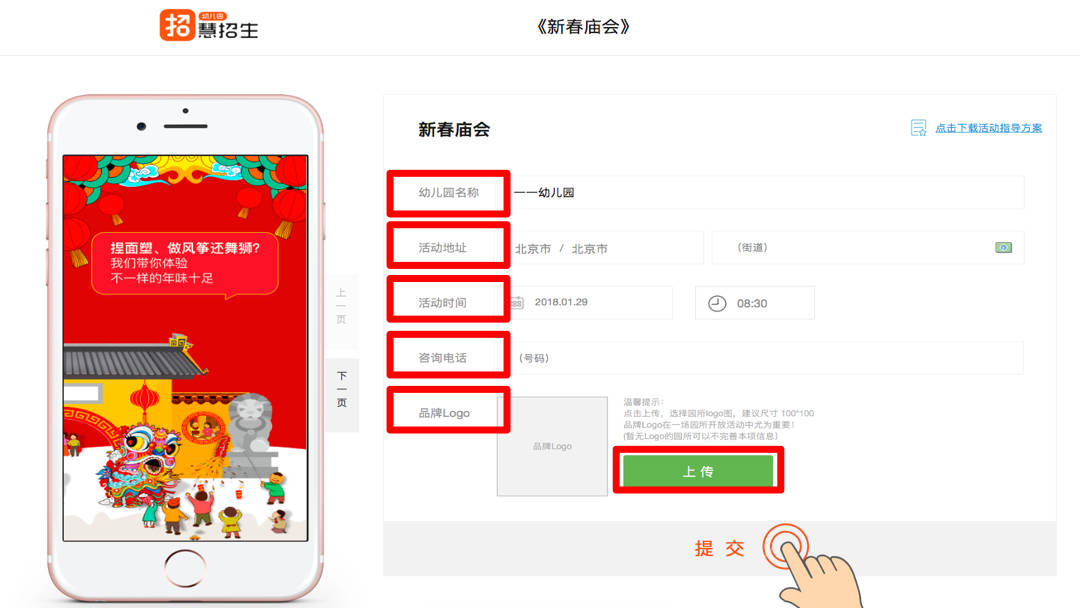 招
幼儿园
慧招生
《新春庙会》
捏面塑、做风筝还舞狮?
我们带你体验
不一样的年味十足
上一页
下一页
新春庙会
点击下载活动指导方案
幼儿园名称
一一幼儿园
活动地址
北京市 / 北京市
（街道）
活动时间
2018.01.29
08:30
咨询电话
（号码）
品牌Logo
品牌Logo
温馨提示：
点击上传，选择园所logo图，建议尺寸 100*100
品牌Logo在一场园所开放活动中尤为重要！
(暂无Logo的园所可以不完善本项信息)
上 传
提 交